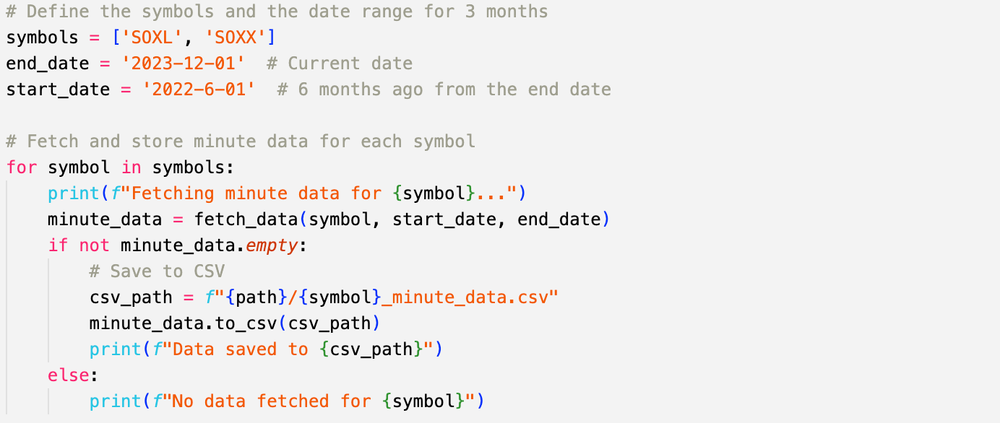 # Define the symbols and the date range for 3 months
symbols = ['SOXL', 'SOXX']
end_date = '2023-12-01'  # Current date
start_date = '2022-6-01'  # 6 months ago from the end date

# Fetch and store minute data for each symbol
for symbol in symbols:
    print(f"Fetching minute data for {symbol}...")
    minute_data = fetch_data(symbol, start_date, end_date)
    if not minute_data.empty:
        # Save to CSV
        csv_path = f"{path}/{symbol}_minute_data.csv"
        minute_data.to_csv(csv_path)
        print(f"Data saved to {csv_path}")
    else:
        print(f"No data fetched for {symbol}")